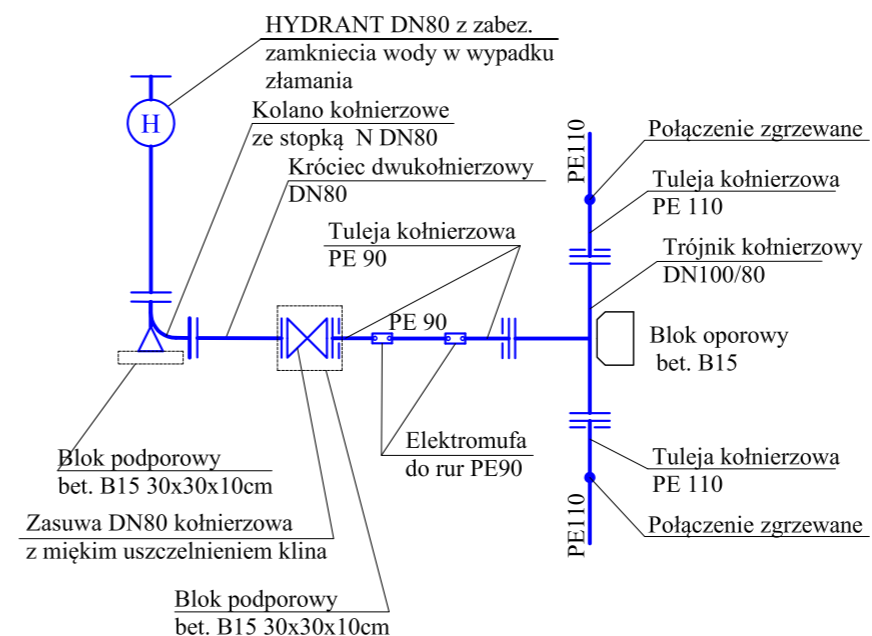 HYDRANT DN80 z zabez.
zamkniecia wody w wypadku
złamania
H
Kolano kołnierzowe
ze stopką N DN80
Króciec dwukołnierzowy
DN80
Tuleja kołnierzowa
PE 90
PE110
Połączenie zgrzewane
Tuleja kołnierzowa
PE 110
Trójnik kołnierzowy
DN100/80
PE 90
Blok oporowy
bet. B15
Elektromufa
do rur PE90
Blok podporowy
bet. B15 30x30x10cm
Tuleja kołnierzowa
PE 110
PE110
Połączenie zgrzewane
Zasuwa DN80 kołnierzowa
z miękim uszczelnieniem klina
Blok podporowy
bet. B15 30x30x10cm